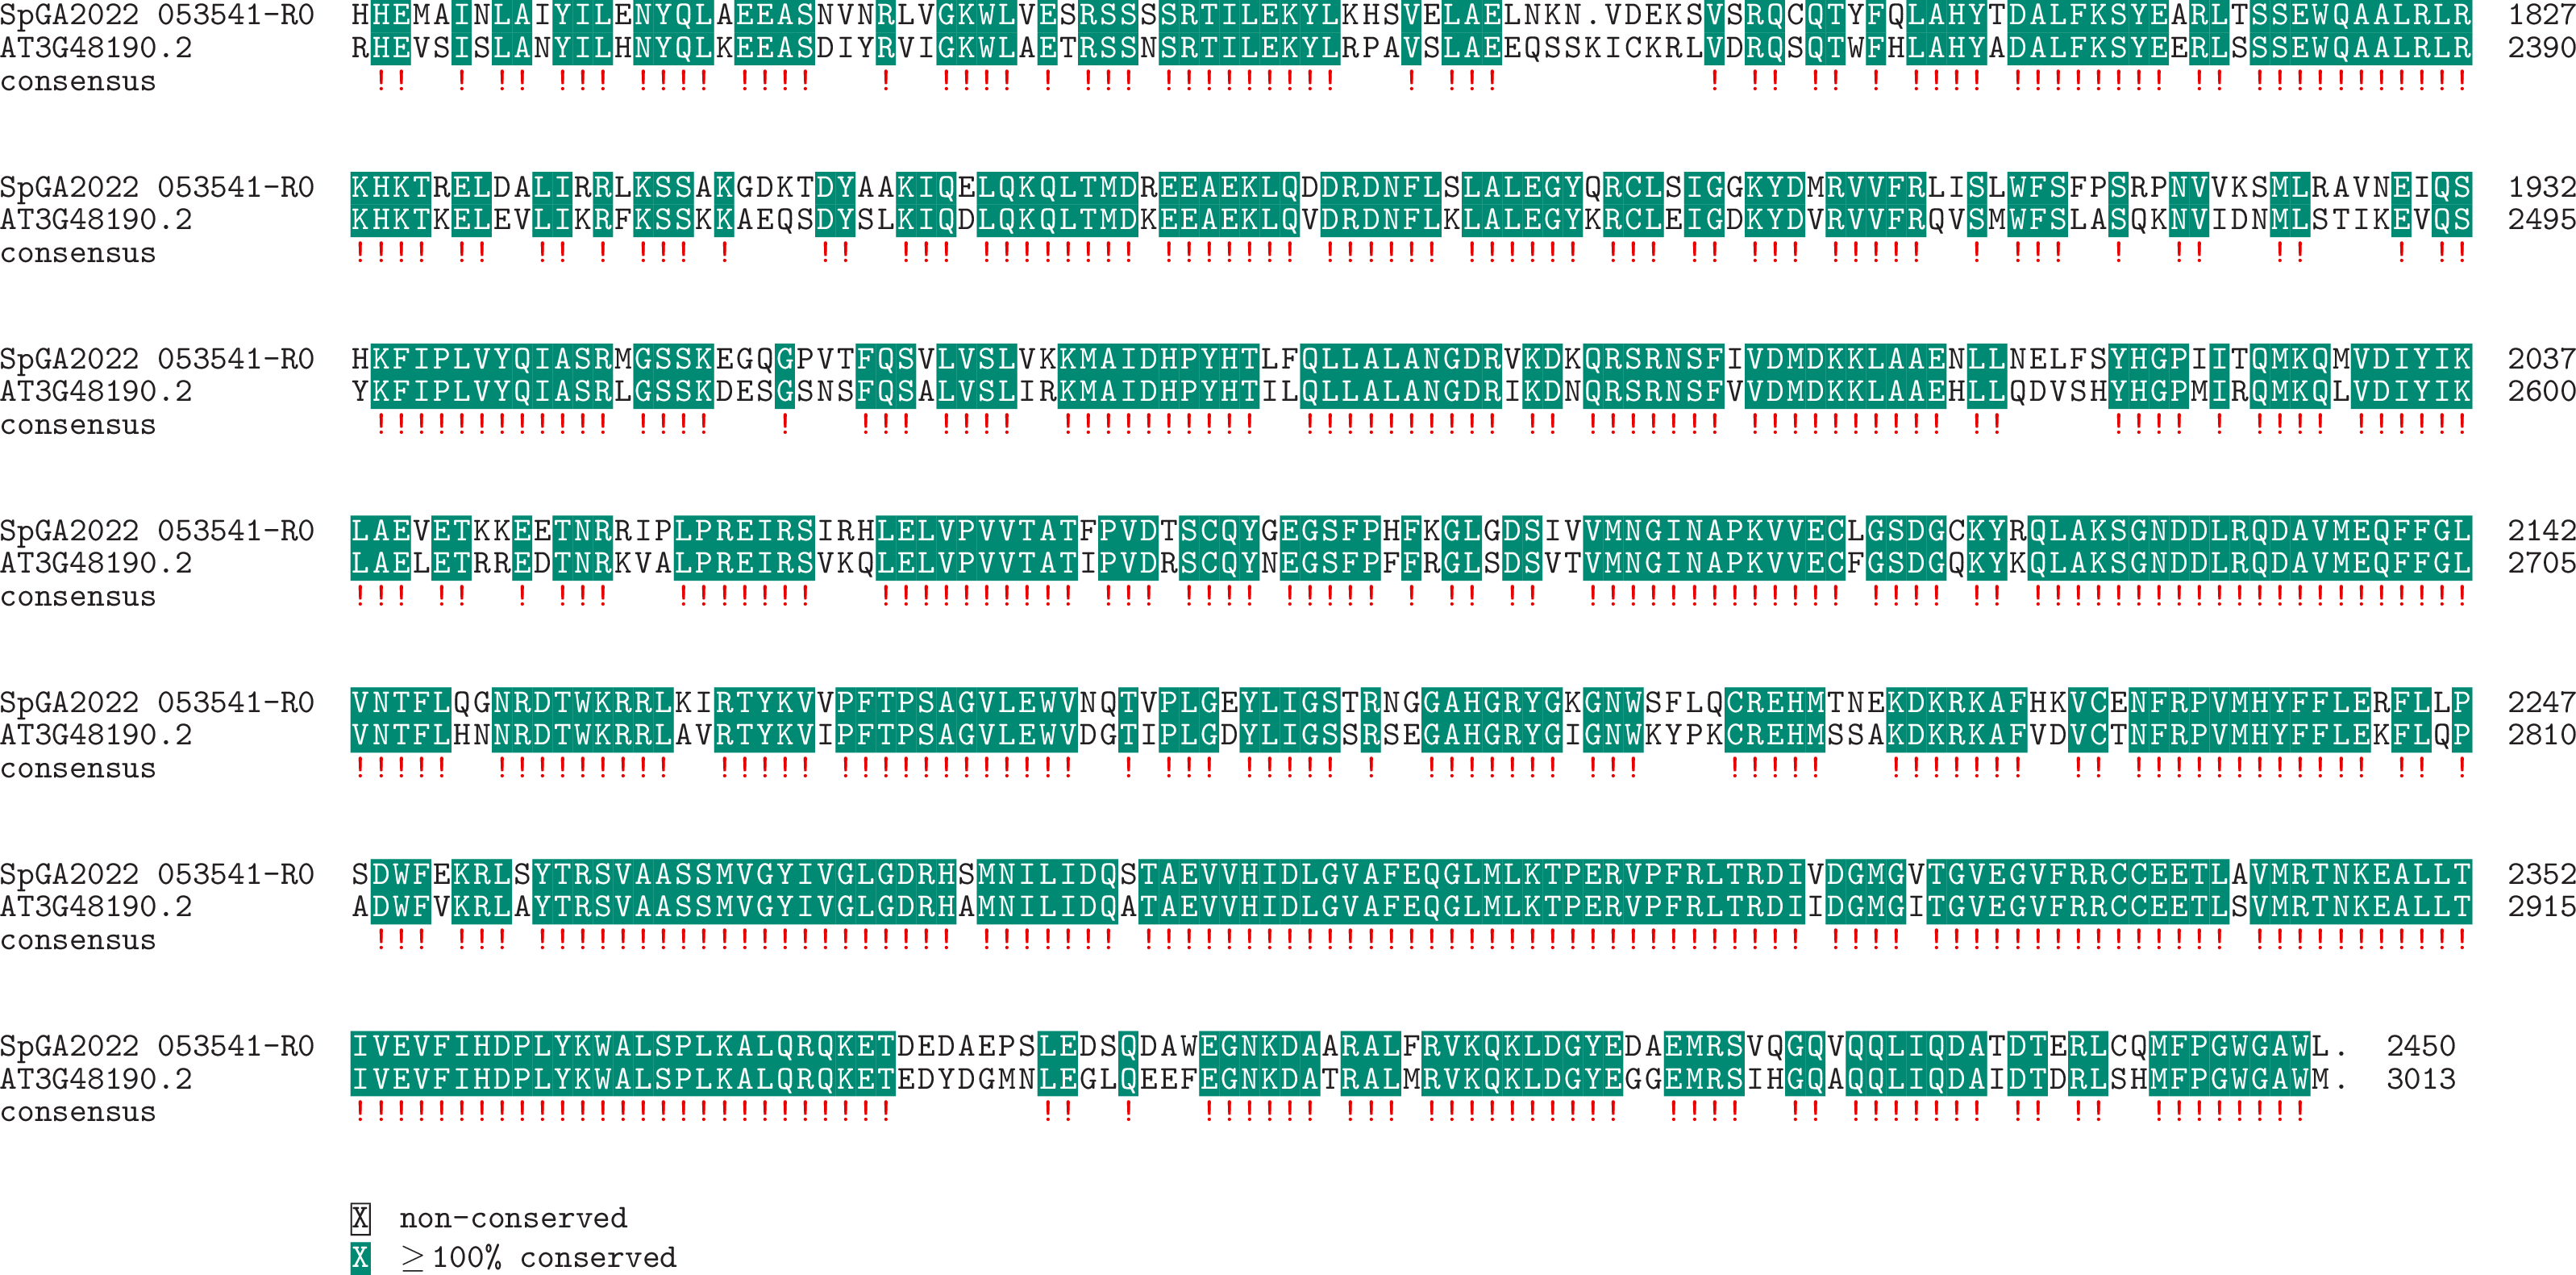 SpGA2022 053541-R0 HHEMAINLAIYILENYQLAEEASNVNRLVGKWLVESRSSSSRTILEKYLKHSVELAELNKN.VDEKSVSRQCQTYFQLAHYTDALFKSYEARLTSSEWQAALRLR 1827
AT3G48190.2 RHEVSISLANYILHNYQLKEEASDIYRVIGKWLAETRSSNSRTILEKYLRPAVSLAEEQSSKICKRLVDRQSQTWFHLAHYADALFKSYEERLSSSEWQAALRLR 2390
consensus !! ! !! !!! !!!! !!!! ! !!!! ! !!! !!!!!!!!! ! !!! ! !! !! ! !!!! !!!!!!!! !! !!!!!!!!!!!
SpGA2022 053541-R0 KHKTRELDALIRRLKSSAKGDKTDYAAKIQELQKQLTMDREEAEKLQDDRDNFLSLALEGYQRCLSIGGKYDMRVVFRLISLWFSFPSRPNVVKSMLRAVNEIQS 1932
AT3G48190.2 KHKTKELEVLIKRFKSSKKAEQSDYSLKIQDLQKQLTMDKEEAEKLQVDRDNFLKLALEGYKRCLEIGDKYDVRVVFRQVSMWFSLASQKNVIDNMLSTIKEVQS 2495
consensus !!!! !! !! ! !!! ! !! !!! !!!!!!!! !!!!!!! !!!!!! !!!!!! !!! !! !!! !!!!! ! !!! ! !! !! ! !!
SpGA2022 053541-R0 HKFIPLVYQIASRMGSSKEGQGPVTFQSVLVSLVKKMAIDHPYHTLFQLLALANGDRVKDKQRSRNSFIVDMDKKLAAENLLNELFSYHGPIITQMKQMVDIYIK 2037
AT3G48190.2 YKFIPLVYQIASRLGSSKDESGSNSFQSALVSLIRKMAIDHPYHTILQLLALANGDRIKDNQRSRNSFVVDMDKKLAAEHLLQDVSHYHGPMIRQMKQLVDIYIK 2600
consensus !!!!!!!!!!!! !!!! ! !!! !!!! !!!!!!!!!! !!!!!!!!!! !! !!!!!!! !!!!!!!!!! !! !!!! ! !!!! !!!!!!
SpGA2022 053541-R0 LAEVETKKEETNRRIPLPREIRSIRHLELVPVVTATFPVDTSCQYGEGSFPHFKGLGDSIVVMNGINAPKVVECLGSDGCKYRQLAKSGNDDLRQDAVMEQFFGL 2142
AT3G48190.2 LAELETRREDTNRKVALPREIRSVKQLELVPVVTATIPVDRSCQYNEGSFPFFRGLSDSVTVMNGINAPKVVECFGSDGQKYKQLAKSGNDDLRQDAVMEQFFGL 2705
consensus !!! !! ! !!! !!!!!!! !!!!!!!!!! !!! !!!! !!!!! ! !! !! !!!!!!!!!!!!! !!!! !! !!!!!!!!!!!!!!!!!!!!!!
SpGA2022 053541-R0 VNTFLQGNRDTWKRRLKIRTYKVVPFTPSAGVLEWVNQTVPLGEYLIGSTRNGGAHGRYGKGNWSFLQCREHMTNEKDKRKAFHKVCENFRPVMHYFFLERFLLP 2247
AT3G48190.2 VNTFLHNNRDTWKRRLAVRTYKVIPFTPSAGVLEWVDGTIPLGDYLIGSSRSEGAHGRYGIGNWKYPKCREHMSSAKDKRKAFVDVCTNFRPVMHYFFLEKFLQP 2810
consensus !!!!! !!!!!!!!! !!!!! !!!!!!!!!!!! ! !!! !!!!! ! !!!!!!! !!! !!!!! !!!!!!! !! !!!!!!!!!!!! !! !
SpGA2022 053541-R0 SDWFEKRLSYTRSVAASSMVGYIVGLGDRHSMNILIDQSTAEVVHIDLGVAFEQGLMLKTPERVPFRLTRDIVDGMGVTGVEGVFRRCCEETLAVMRTNKEALLT 2352
AT3G48190.2 ADWFVKRLAYTRSVAASSMVGYIVGLGDRHAMNILIDQATAEVVHIDLGVAFEQGLMLKTPERVPFRLTRDIIDGMGITGVEGVFRRCCEETLSVMRTNKEALLT 2915
consensus !!! !!! !!!!!!!!!!!!!!!!!!!!! !!!!!!! !!!!!!!!!!!!!!!!!!!!!!!!!!!!!!!!! !!!! !!!!!!!!!!!!!!! !!!!!!!!!!!
SpGA2022 053541-R0 IVEVFIHDPLYKWALSPLKALQRQKETDEDAEPSLEDSQDAWEGNKDAARALFRVKQKLDGYEDAEMRSVQGQVQQLIQDATDTERLCQMFPGWGAWL. 2450
AT3G48190.2 IVEVFIHDPLYKWALSPLKALQRQKETEDYDGMNLEGLQEEFEGNKDATRALMRVKQKLDGYEGGEMRSIHGQAQQLIQDAIDTDRLSHMFPGWGAWM. 3013
consensus !!!!!!!!!!!!!!!!!!!!!!!!!!! !! ! !!!!!! !!! !!!!!!!!!! !!!! !! !!!!!!! !! !! !!!!!!!!
X non-conserved
X ≥100% conserved